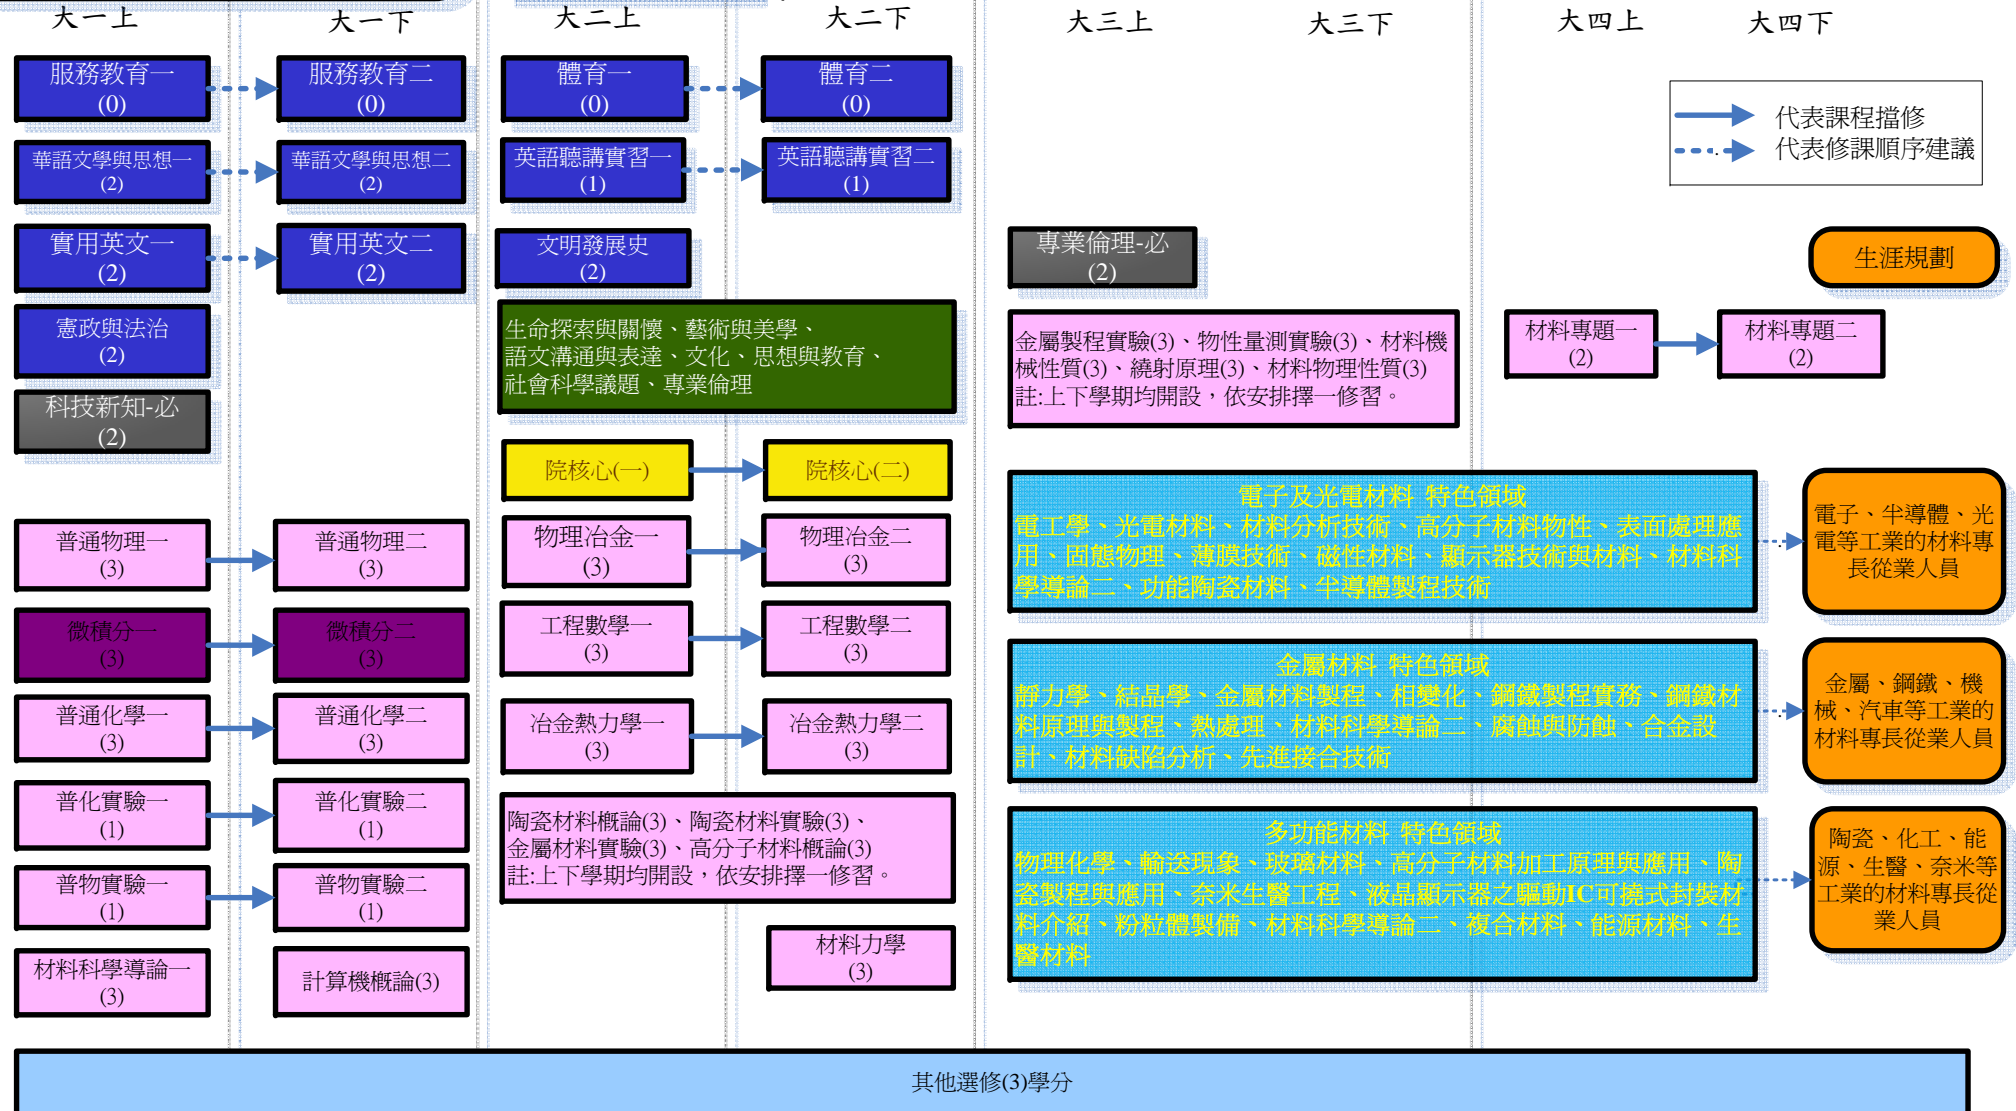 大一上
大一下
大二上
大二下
大三上
大三下
大四上
大四下
服務教育一
(0)
服務教育二
(0)
體育一
(0)
體育二
(0)
代表課程擋修
代表修課順序建議
華語文學與思想一
(2)
華語文學與思想二
(2)
英語聽講實習一
(1)
英語聽講實習二
(1)
實用英文一
(2)
實用英文二
(2)
文明發展史
(2)
專業倫理-必
(2)
生涯規劃
憲政與法治
(2)
生命探索與關懷、藝術與美學、
語文溝通與表達、文化、思想與教育、
社會科學議題、專業倫理
金屬製程實驗(3)、物性量測實驗(3)、材料機
械性質(3)、繞射原理(3)、材料物理性質(3)
註:上下學期均開設，依安排擇一修習。
材料專題一
(2)
材料專題二
(2)
科技新知-必
(2)
院核心(一)
院核心(二)
普通物理一
(3)
普通物理二
(3)
物理冶金一
(3)
物理冶金二
(3)
電子及光電材料 特色領域
電工學、光電材料、材料分析技術、高分子材料物性、表面處理應
用、固態物理、薄膜技術、磁性材料、顯示器技術與材料、材料科
學導論二、功能陶瓷材料、半導體製程技術
電子、半導體、光
電等工業的材料專
長從業人員
微積分一
(3)
微積分二
(3)
工程數學一
(3)
工程數學二
(3)
金屬材料 特色領域
靜力學、結晶學、金屬材料製程、相變化、鋼鐵製程實務、鋼鐵材
料原理與製程、熱處理、材料科學導論二、腐蝕與防蝕、合金設
計、材料缺陷分析、先進接合技術
金屬、鋼鐵、機
械、汽車等工業的
材料專長從業人員
普通化學一
(3)
普通化學二
(3)
冶金熱力學一
(3)
冶金熱力學二
(3)
普化實驗一
(1)
普化實驗二
(1)
陶瓷材料概論(3)、陶瓷材料實驗(3)、
金屬材料實驗(3)、高分子材料概論(3)
註:上下學期均開設，依安排擇一修習。
多功能材料 特色領域
物理化學、輸送現象、玻璃材料、高分子材料加工原理與應用、陶
瓷製程與應用、奈米生醫工程、液晶顯示器之驅動IC可撓式封裝材
料介紹、粉粒體製備、材料科學導論二、複合材料、能源材料、生
醫材料
陶瓷、化工、能
源、生醫、奈米等
工業的材料專長從
業人員
普物實驗一
(1)
普物實驗二
(1)
材料力學
(3)
材料科學導論一
(3)
計算機概論(3)
其他選修(3)學分